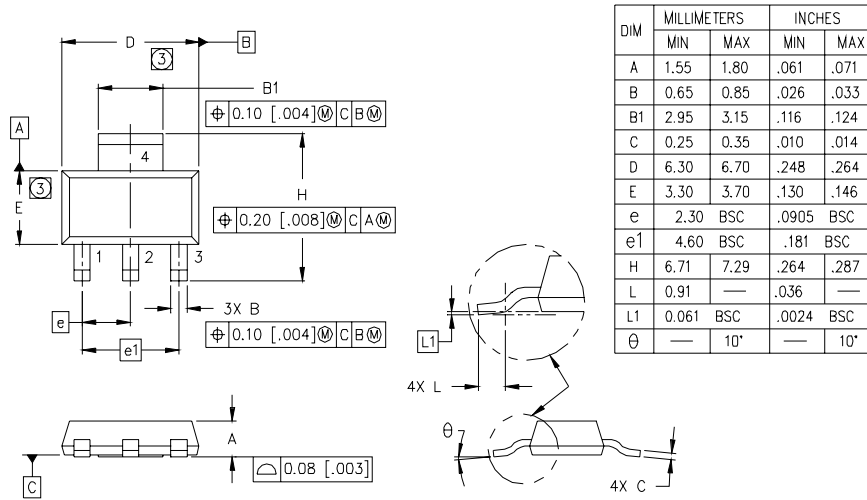 D
B
3
B1
⌖ 0.10 [.004]Ⓜ C BⓂ
A
4
3
E
H
⌖ 0.20 [.008]Ⓜ C AⓂ
1 2 3
e
3X B
⌖ 0.10 [.004]Ⓜ C BⓂ
e1
L1
4X L
A
⌓ 0.08 [.003]
C
θ
4X C
DIM MILLIMETERS INCHES
MIN MAX MIN MAX
A 1.55 1.80 .061 .071
B 0.65 0.85 .026 .033
B1 2.95 3.15 .116 .124
C 0.25 0.35 .010 .014
D 6.30 6.70 .248 .264
E 3.30 3.70 .130 .146
e 2.30 BSC .0905 BSC
e1 4.60 BSC .181 BSC
H 6.71 7.29 .264 .287
L 0.91 — .036 —
L1 0.061 BSC .0024 BSC
θ — 10° — 10°